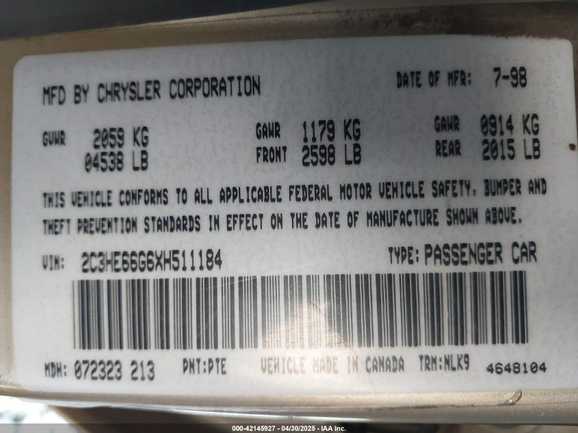 MFD BY CHRYSLER CORPORATION DATE OF MFR: 7-98
GVWR 2059 KG GAWR 1179 KG GAWR 0914 KG
04538 LB FRONT 2598 LB REAR 2015 LB
THIS VEHICLE CONFORMS TO ALL APPLICABLE FEDERAL MOTOR VEHICLE SAFETY, BUMPER AND
THEFT PREVENTION STANDARDS IN EFFECT ON THE DATE OF MANUFACTURE SHOWN ABOVE.
VIN: 2C3HE66G6XH511184 TYPE: PASSENGER CAR
MDH: 072323 213 PNT:PTE VEHICLE MADE IN CANADA TRM:NLK9 4648104
000-42145927 - 04/30/2025 - IAA Inc.